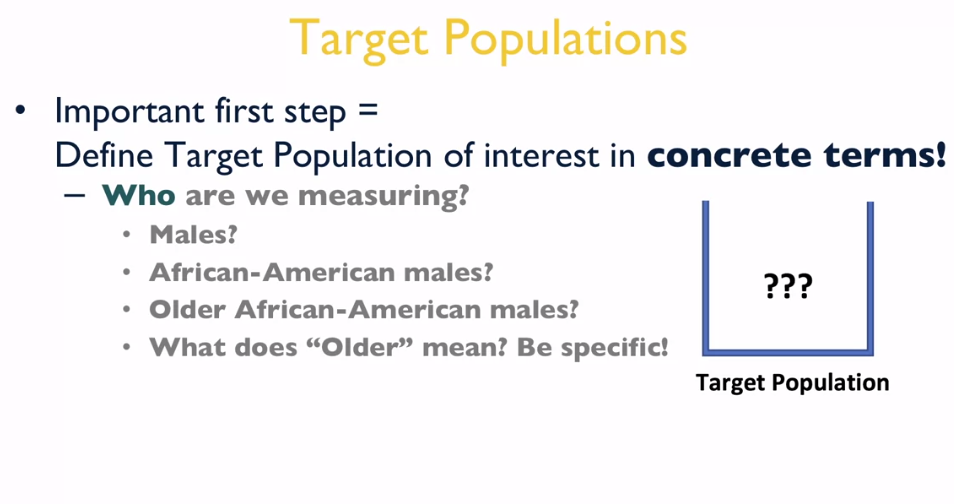 Target Populations
• Important first step =
Define Target Population of interest in concrete terms!
– Who are we measuring?
• Males?
• African-American males?
• Older African-American males?
• What does “Older” mean? Be specific!
???
Target Population